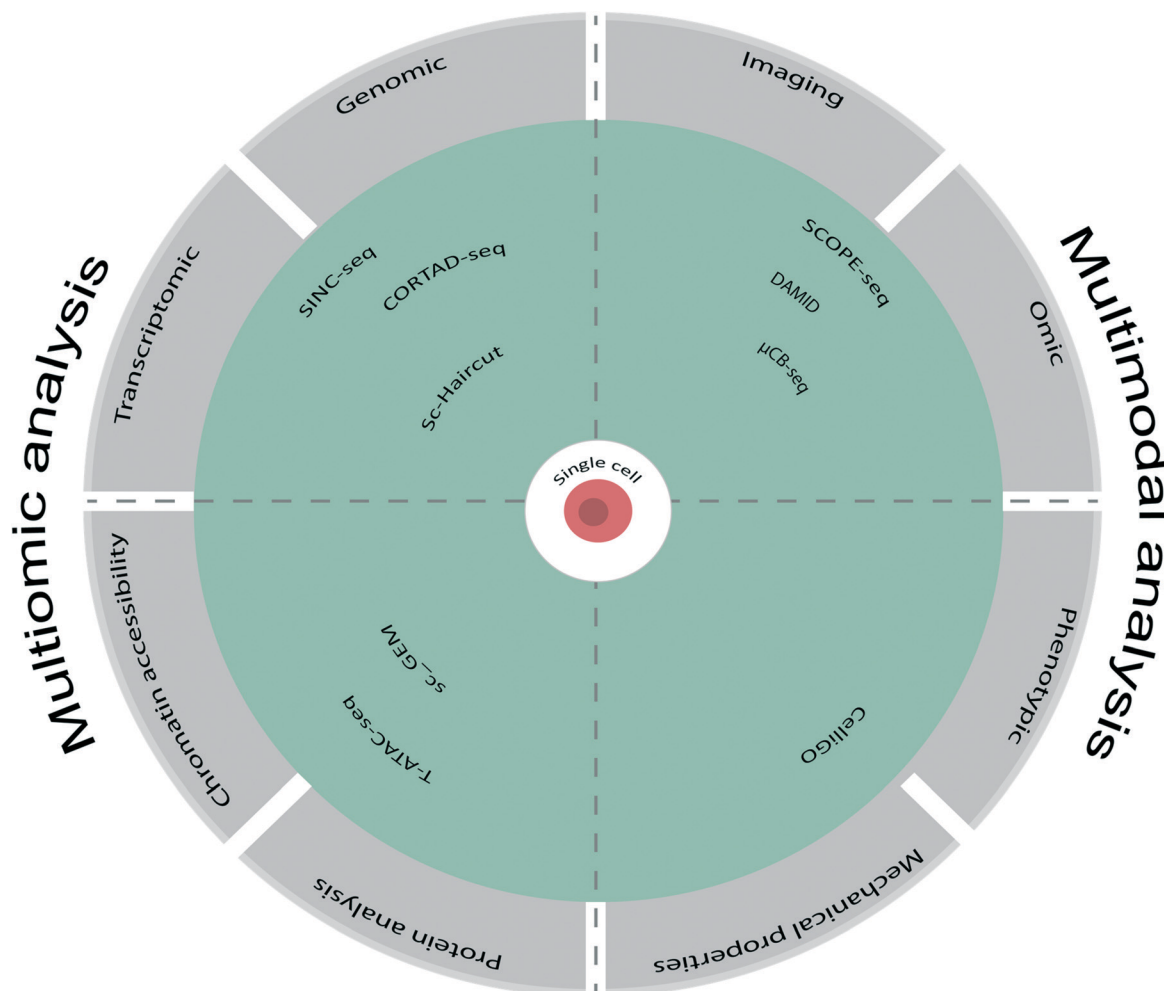 Genomic
Imaging
Transcriptomic
Omic
Multiomic analysis
Multimodal analysis
SINC-seq
CORTAD-seq
Sc-Haircut
SCOPE-seq
DAMID
µCB-seq
Single cell
Chromatin accessibility
Phenotypic
sc_GEM
T-ATAC-seq
CelliGO
Protein analysis
Mechanical properties